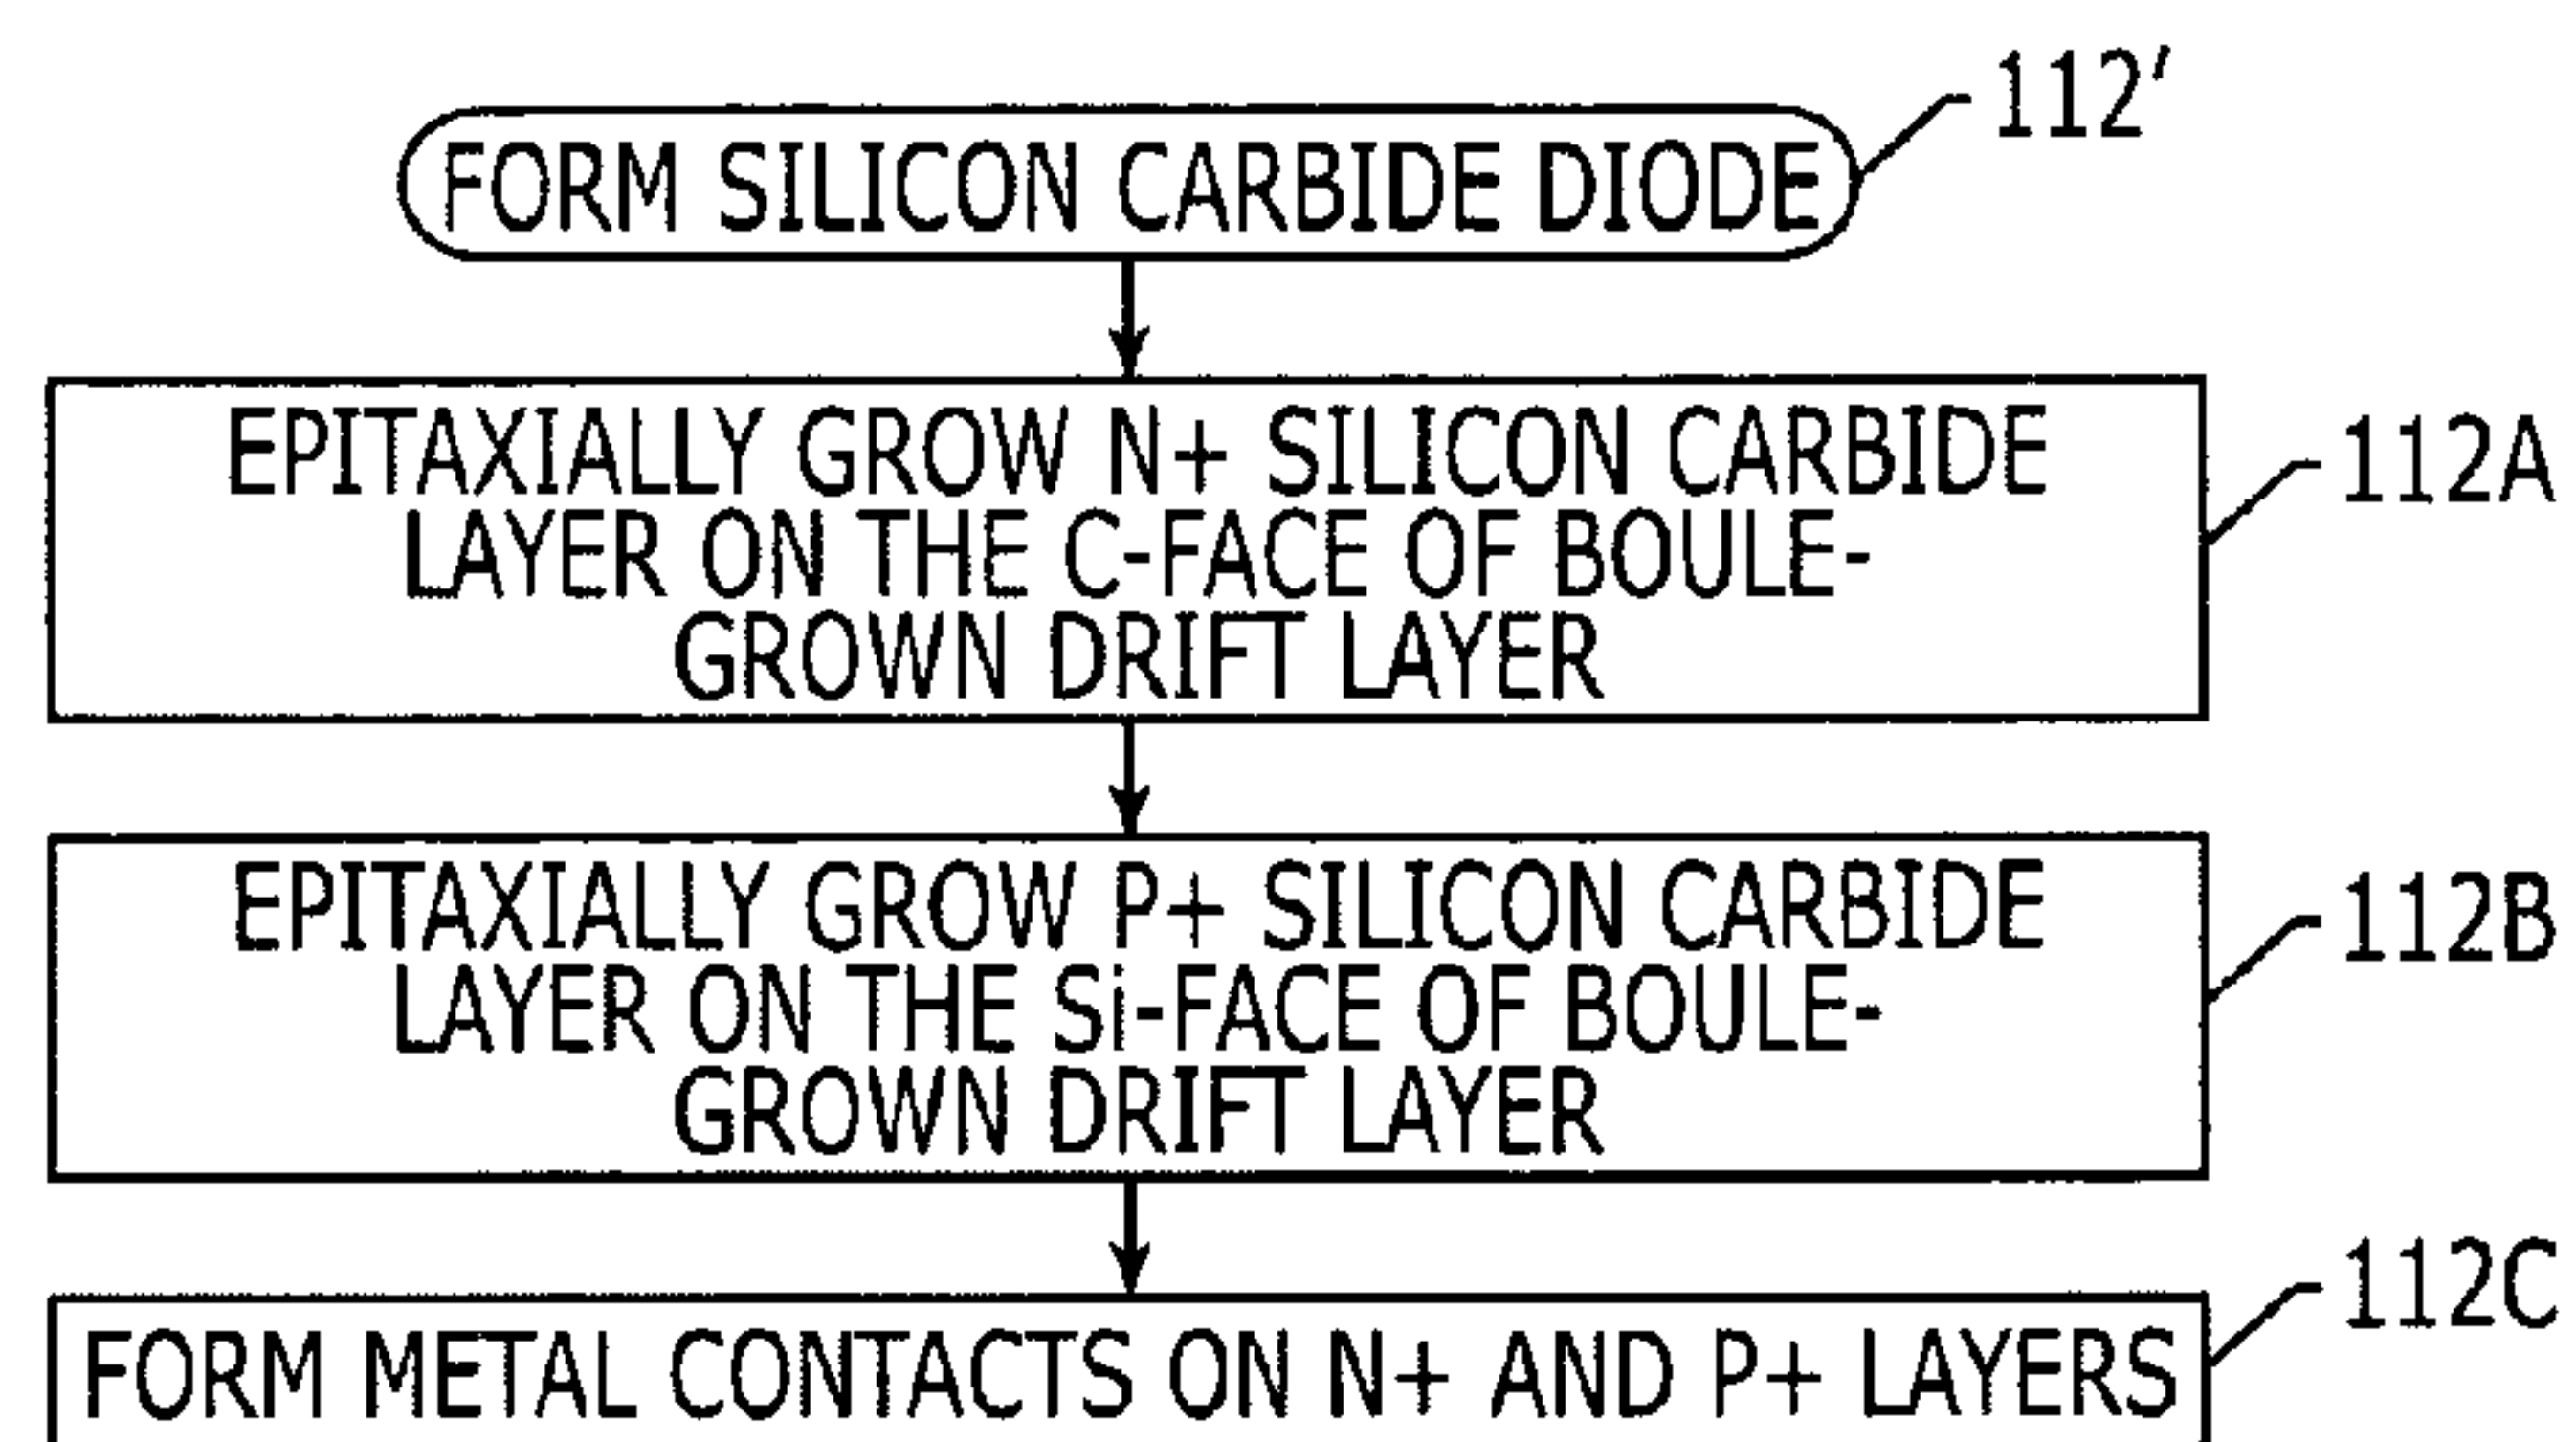 112'
FORM SILICON CARBIDE DIODE
EPITAXIALLY GROW N+ SILICON CARBIDE
LAYER ON THE C-FACE OF BOULE-
GROWN DRIFT LAYER
112A
EPITAXIALLY GROW P+ SILICON CARBIDE
LAYER ON THE Si-FACE OF BOULE-
GROWN DRIFT LAYER
112B
FORM METAL CONTACTS ON N+ AND P+ LAYERS
112C